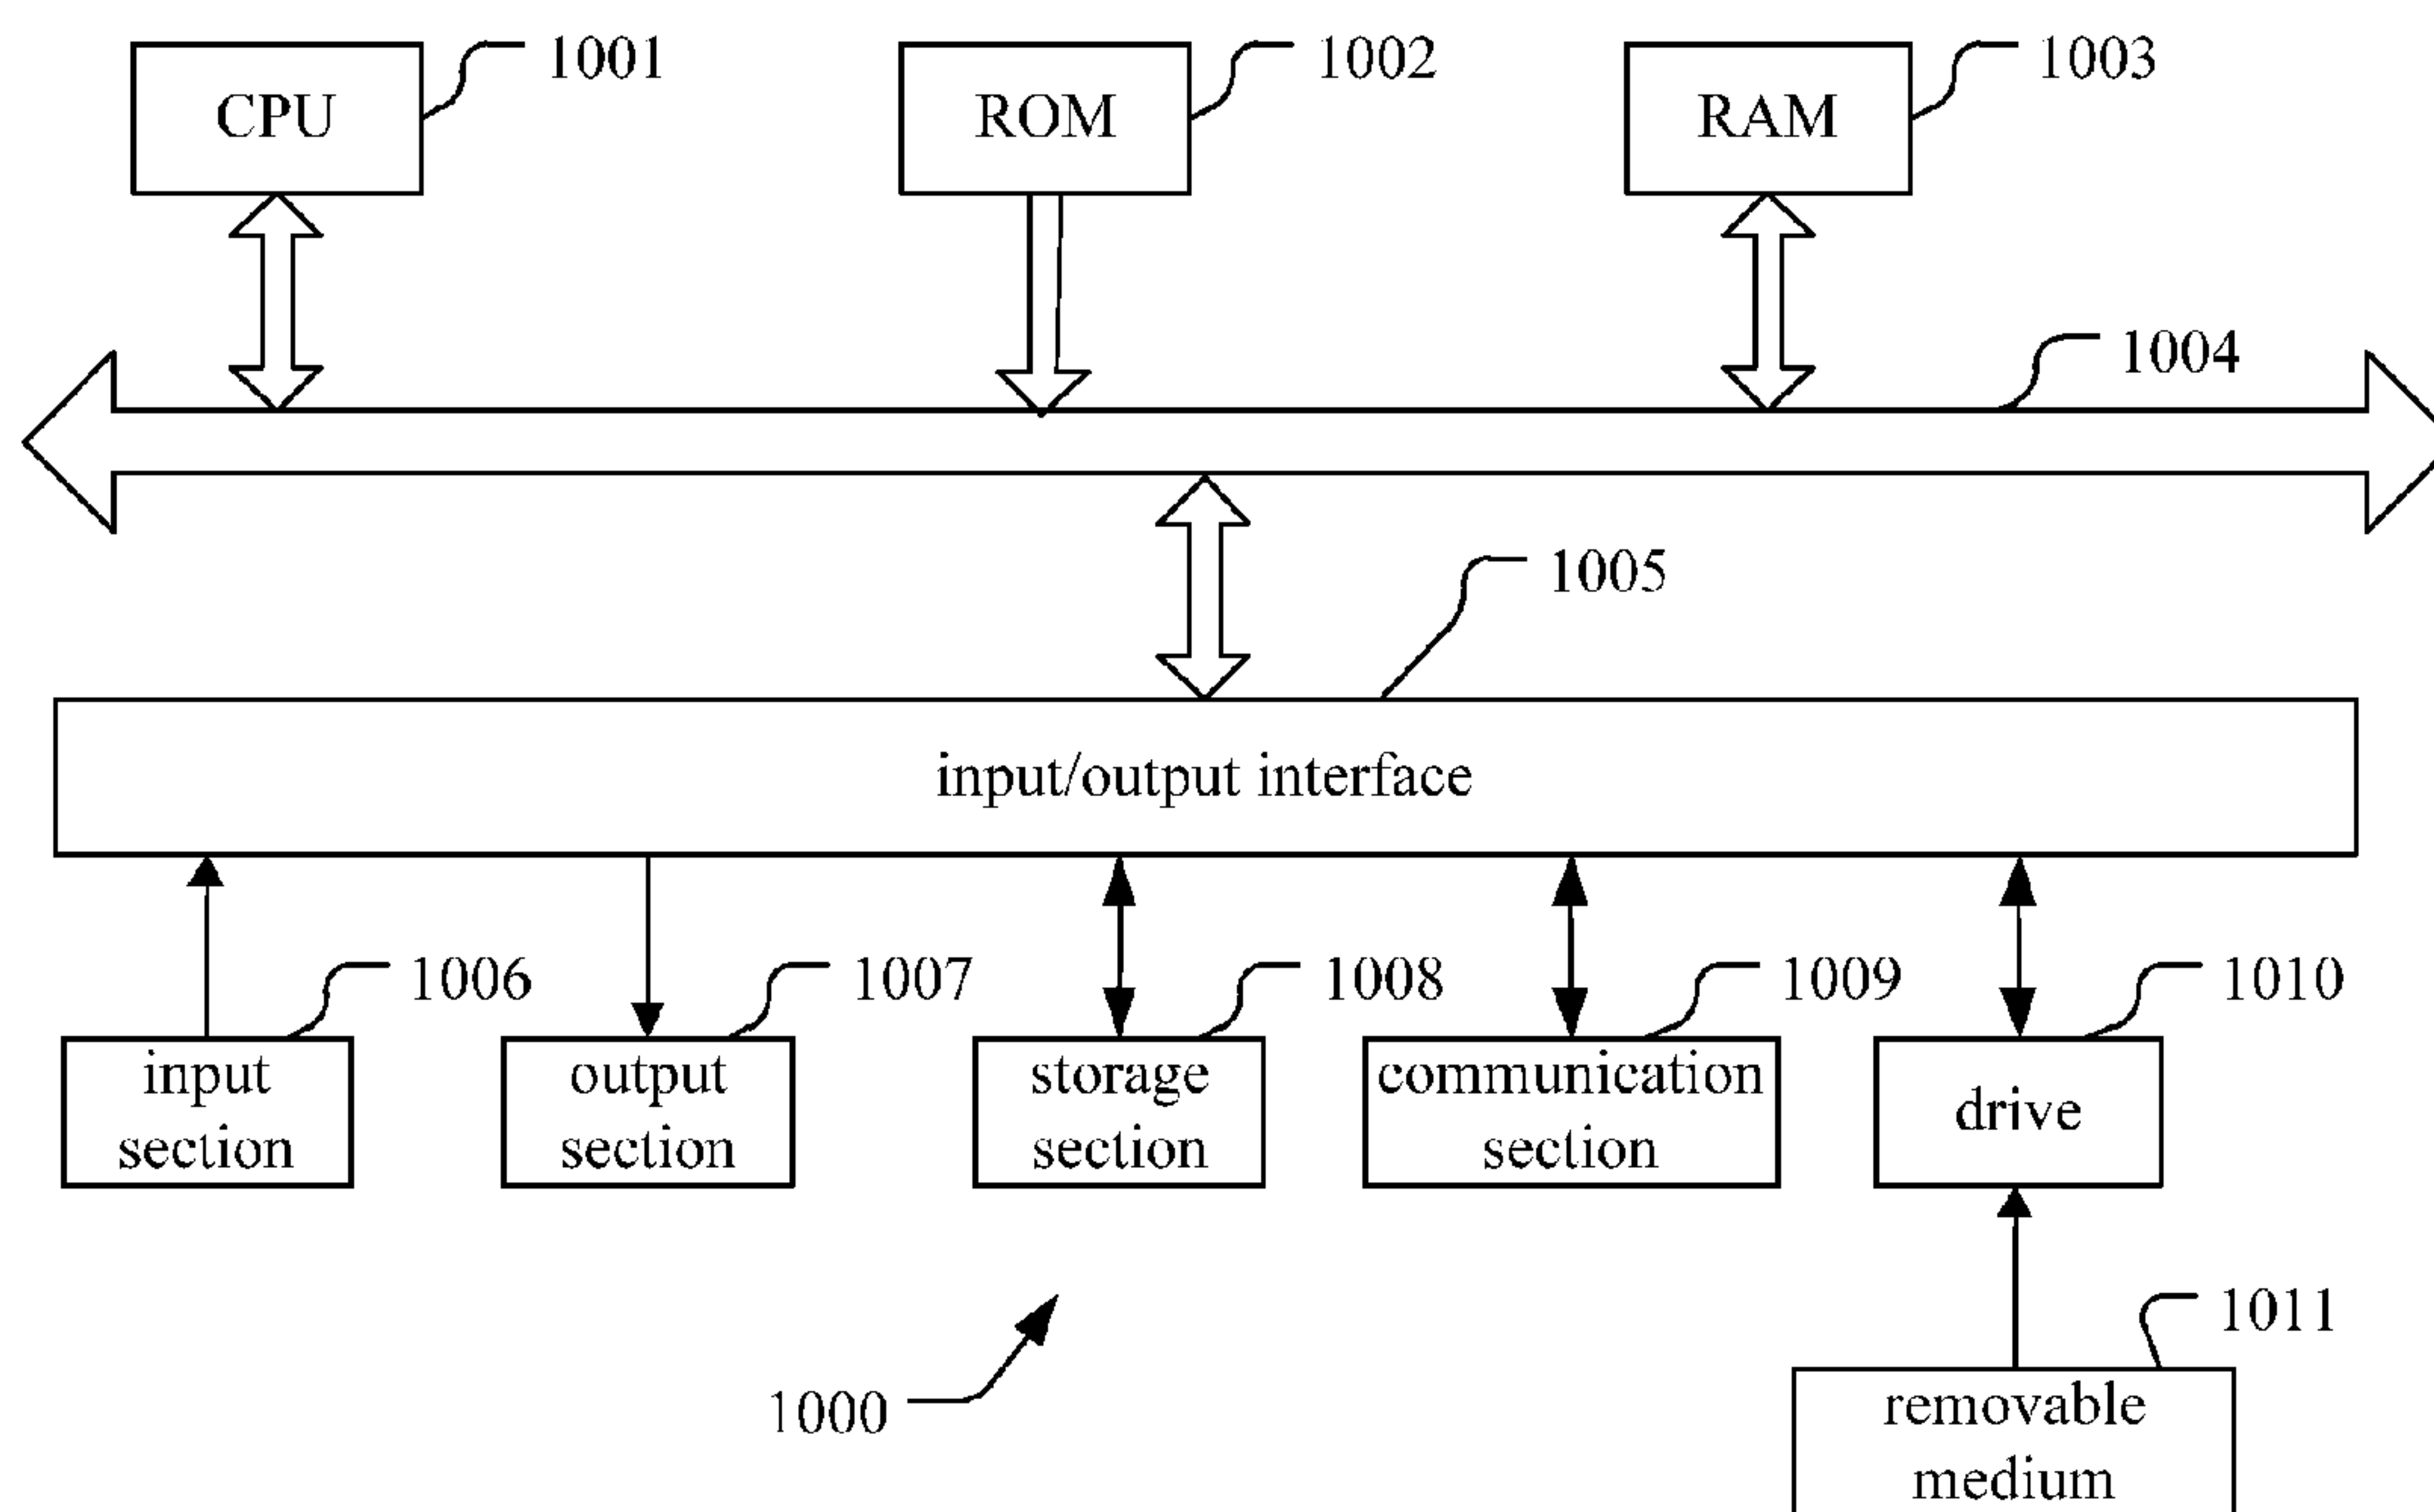 CPU
1001
ROM
1002
RAM
1003
1004
1005
input/output interface
1006
1007
1008
1009
1010
input
section
output
section
storage
section
communication
section
drive
1011
1000
removable
medium